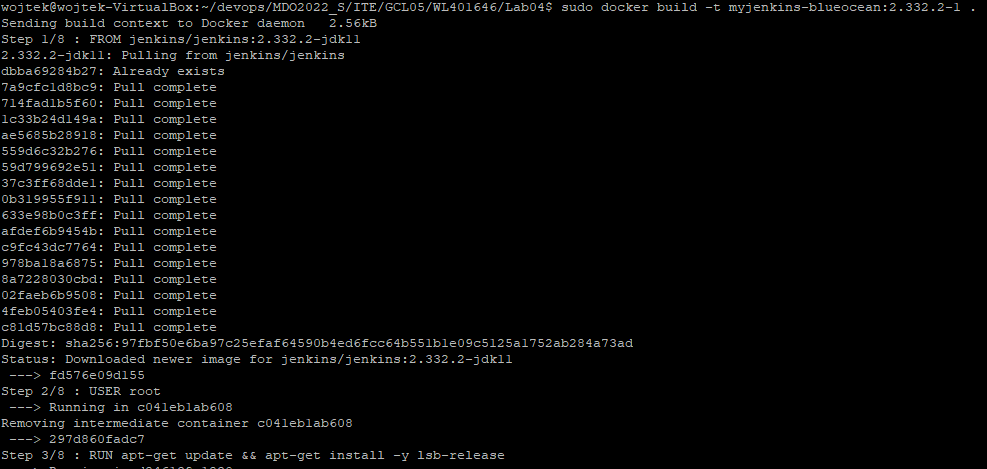 wojtek@wojtek-VirtualBox:~/devops/MDO2022_S/ITE/GCL05/WL401646/Lab04$ sudo docker build -t myjenkins-blueocean:2.332.2-1 .
Sending build context to Docker daemon   2.56kB
Step 1/8 : FROM jenkins/jenkins:2.332.2-jdk11
2.332.2-jdk11: Pulling from jenkins/jenkins
dbba69284b27: Already exists
7a9cfc1d8bc9: Pull complete
714fad1b5f60: Pull complete
1c33b24d149a: Pull complete
ae5685b28918: Pull complete
559d6c32b276: Pull complete
59d799692e51: Pull complete
37c3ff68dde1: Pull complete
0b319955f911: Pull complete
633e98b0c3ff: Pull complete
afdef6b9454b: Pull complete
c9fc43dc7764: Pull complete
978ba18a6875: Pull complete
8a7228030cbd: Pull complete
02faeb6b9508: Pull complete
4feb05403fe4: Pull complete
c81d57bc88d8: Pull complete
Digest: sha256:97fbf50e6ba97c25efaf64590b4ed6fcc64b551b1e09c5125a1752ab284a73ad
Status: Downloaded newer image for jenkins/jenkins:2.332.2-jdk11
 ---> fd576e09d155
Step 2/8 : USER root
 ---> Running in c041eb1ab608
Removing intermediate container c041eb1ab608
 ---> 297d860fadc7
Step 3/8 : RUN apt-get update && apt-get install -y lsb-release